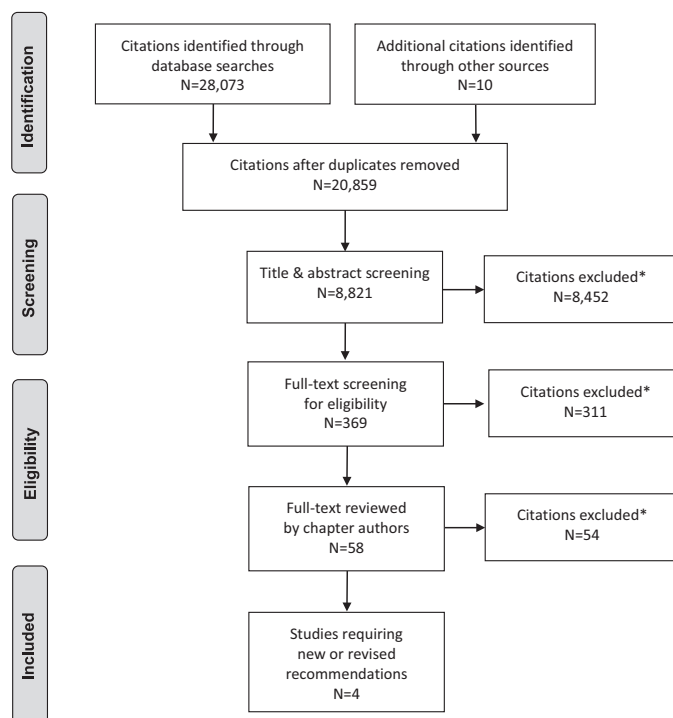 Identification
Citations identified through
database searches
N=28,073
Additional citations identified
through other sources
N=10
Citations after duplicates removed
N=20,859
Screening
Title & abstract screening
N=8,821
Citations excluded*
N=8,452
Eligibility
Full-text screening
for eligibility
N=369
Citations excluded*
N=311
Full-text reviewed
by chapter authors
N=58
Citations excluded*
N=54
Included
Studies requiring
new or revised
recommendations
N=4